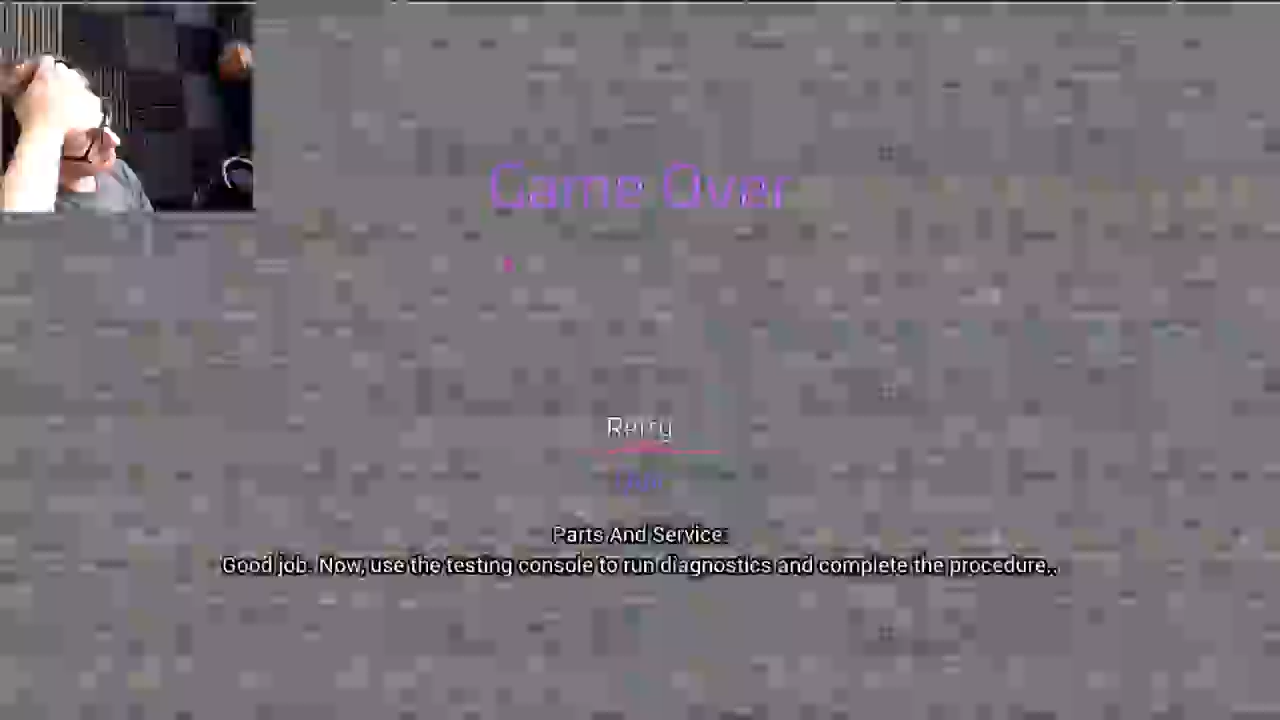 Game Over
Retry
Quit
Parts And Service:
Good job. Now, use the testing console to run diagnostics and complete the procedure..